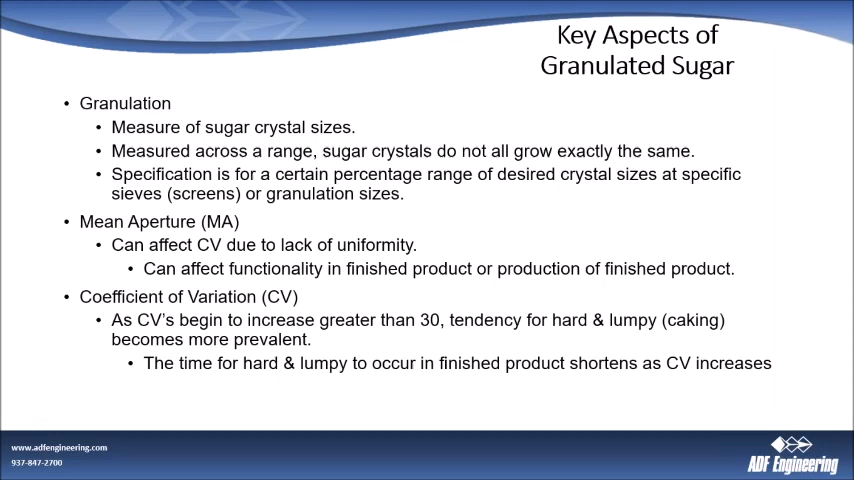 Key Aspects of
Granulated Sugar
• Granulation
• Measure of sugar crystal sizes.
• Measured across a range, sugar crystals do not all grow exactly the same.
• Specification is for a certain percentage range of desired crystal sizes at specific
sieves (screens) or granulation sizes.
• Mean Aperture (MA)
• Can affect CV due to lack of uniformity.
• Can affect functionality in finished product or production of finished product.
• Coefficient of Variation (CV)
• As CV's begin to increase greater than 30, tendency for hard & lumpy (caking)
becomes more prevalent.
• The time for hard & lumpy to occur in finished product shortens as CV increases
www.adfengineering.com
937-847-2700
ADF Engineering